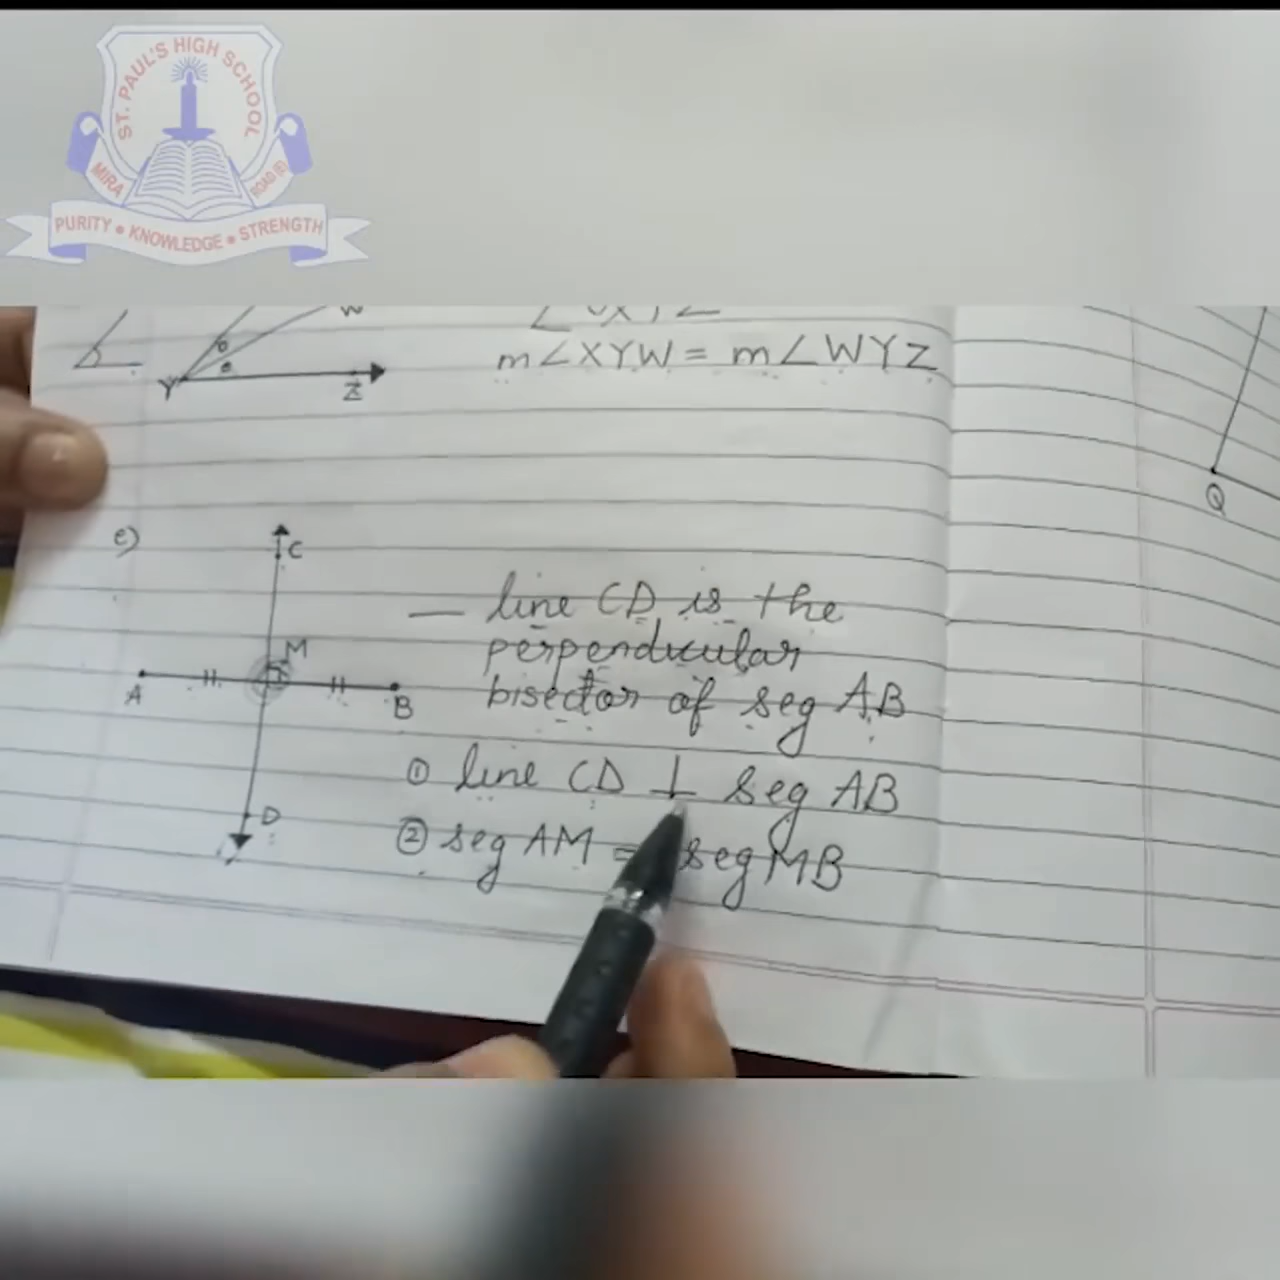 ST. PAUL'S HIGH SCHOOL
MIRA
ROAD (E)
PURITY • KNOWLEDGE • STRENGTH
W
Y
Z
m∠XYW = m∠WYZ
Q
e)
C
M
A
B
D
— line CD is the
perpendicular
bisector of seg AB
① line CD ⊥ seg AB
② seg AM = seg MB